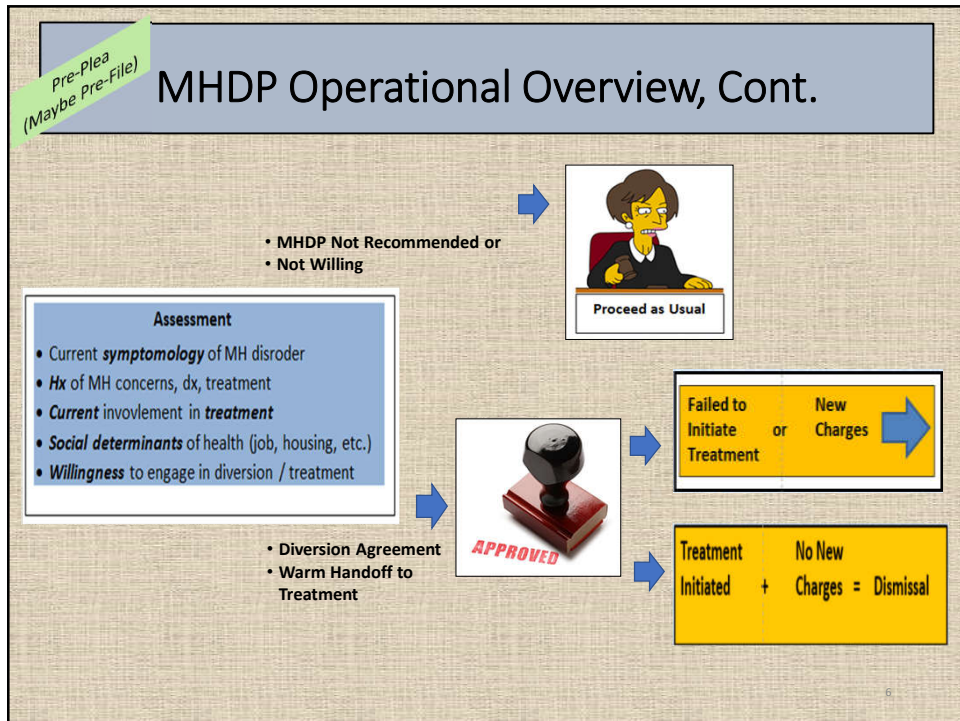 Pre-Plea
(Maybe Pre-File)
MHDP Operational Overview, Cont.
• MHDP Not Recommended or
• Not Willing
Proceed as Usual
Assessment
• Current symptomology of MH disroder
• Hx of MH concerns, dx, treatment
• Current invovlement in treatment
• Social determinants of health (job, housing, etc.)
• Willingness to engage in diversion / treatment
• Diversion Agreement
• Warm Handoff to
Treatment
APPROVED
Failed to New
Initiate or Charges
Treatment
Treatment No New
Initiated + Charges = Dismissal
6